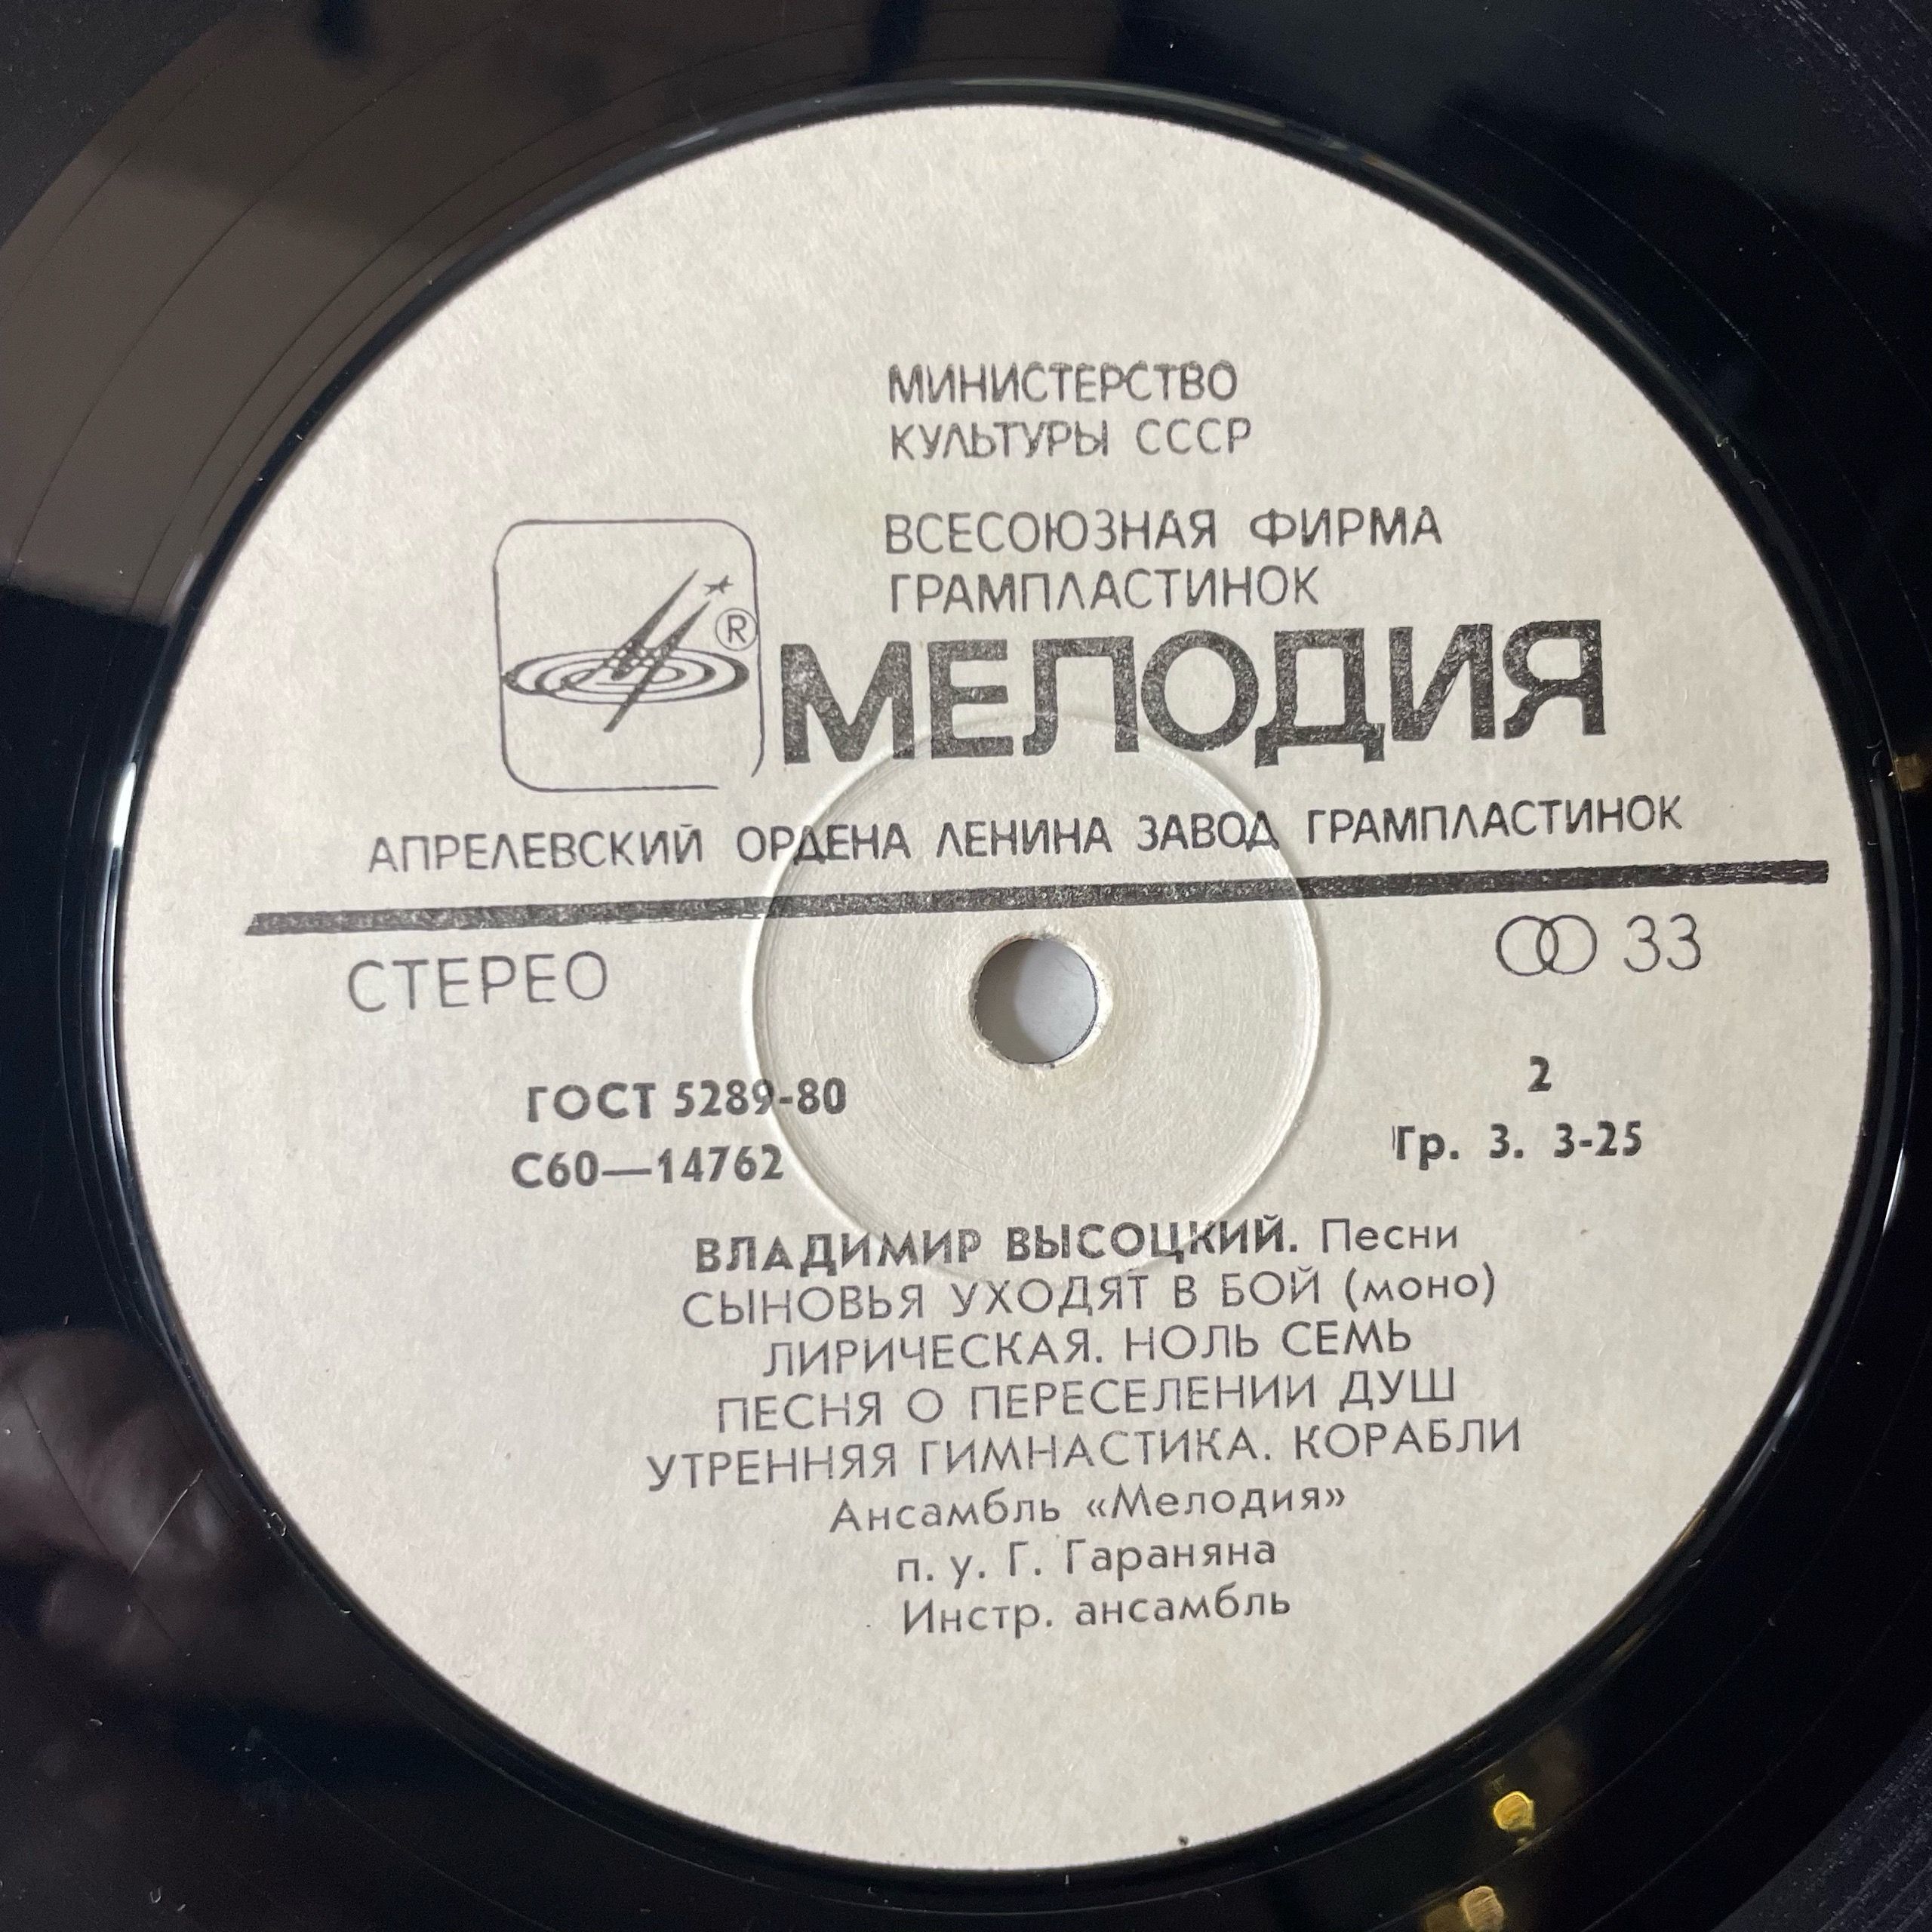 МИНИСТЕРСТВО
КУЛЬТУРЫ СССР
ВСЕСОЮЗНАЯ ФИРМА
ГРАМПЛАСТИНОК
®
МЕЛОДИЯ
АПРЕЛЕВСКИЙ ОРДЕНА ЛЕНИНА ЗАВОД ГРАМПЛАСТИНОК
СТЕРЕО
33
ГОСТ 5289-80
2
С60—14762
Гр. 3. 3-25
ВЛАДИМИР ВЫСОЦКИЙ. Песни
СЫНОВЬЯ УХОДЯТ В БОЙ (моно)
ЛИРИЧЕСКАЯ. НОЛЬ СЕМЬ
ПЕСНЯ О ПЕРЕСЕЛЕНИИ ДУШ
УТРЕННЯЯ ГИМНАСТИКА. КОРАБЛИ
Ансамбль «Мелодия»
п. у. Г. Гараняна
Инстр. ансамбль